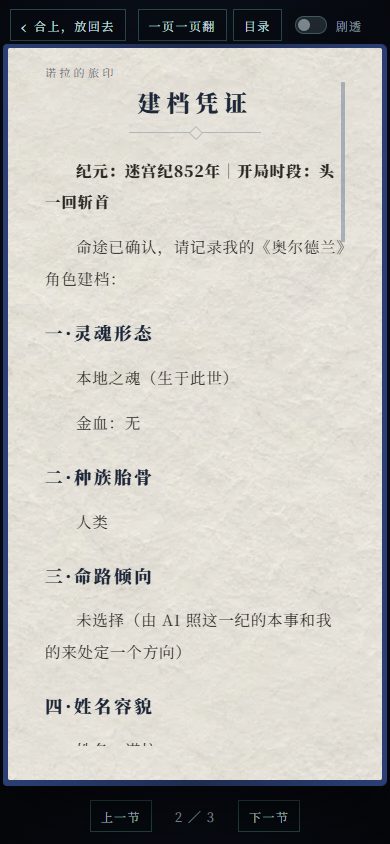 ‹ 合上，放回去
一页一页翻
目录
剧透
诺拉的旅印
建档凭证
纪元：迷宫纪852年｜开局时段：头
一回斩首
命途已确认，请记录我的《奥尔德兰》
角色建档：
一·灵魂形态
本地之魂（生于此世）
金血：无
二·种族胎骨
人类
三·命路倾向
未选择（由 AI 照这一纪的本事和我
的来处定一个方向）
四·姓名容貌
上一节
2 ／ 3
下一节